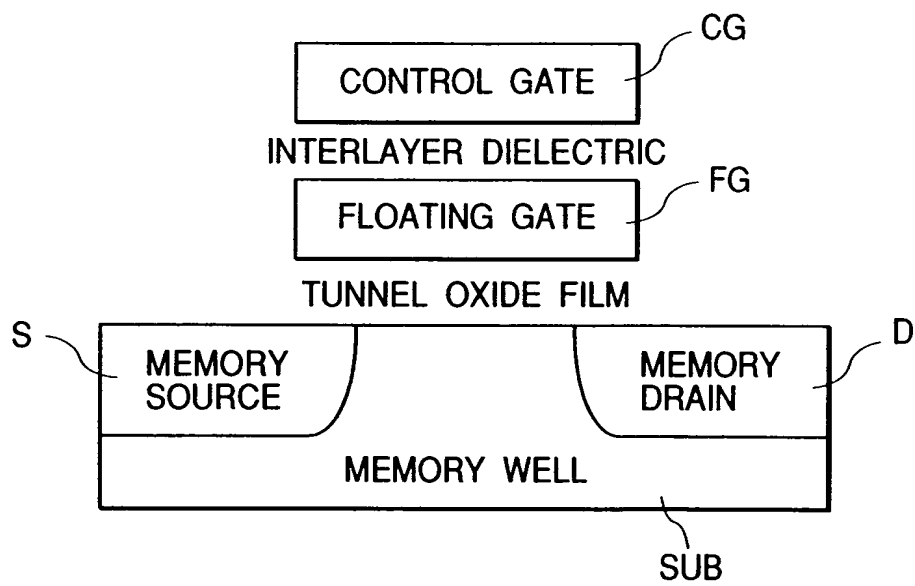 CG
CONTROL GATE
INTERLAYER DIELECTRIC
FG
FLOATING GATE
TUNNEL OXIDE FILM
S
D
MEMORY
SOURCE
MEMORY
DRAIN
MEMORY WELL
SUB